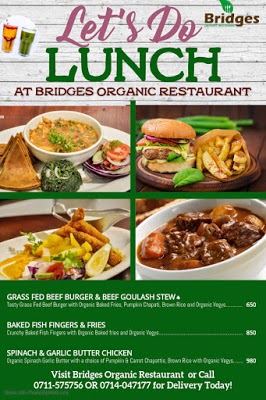 Let's Do
Bridges
LUNCH
AT BRIDGES ORGANIC RESTAURANT
GRASS FED BEEF BURGER & BEEF GOULASH STEW
Tasty Grass Fed Beef Burger with Organic Baked Fries, Pumpkin Chapati, Brown Rice and Organic Vegys............ 650
BAKED FISH FINGERS & FRIES
Crunchy Baked Fish Fingers with Organic Baked fries and Organic Vegys............ 850
SPINACH & GARLIC BUTTER CHICKEN
Organic Spinach Garlic Butter with a choice of Pumpkin & Carrot Chapattis, Brown Rice with Organic Vegys..... 980
Visit Bridges Organic Restaurant or Call
0711-575756 OR 0714-047177 for Delivery Today!